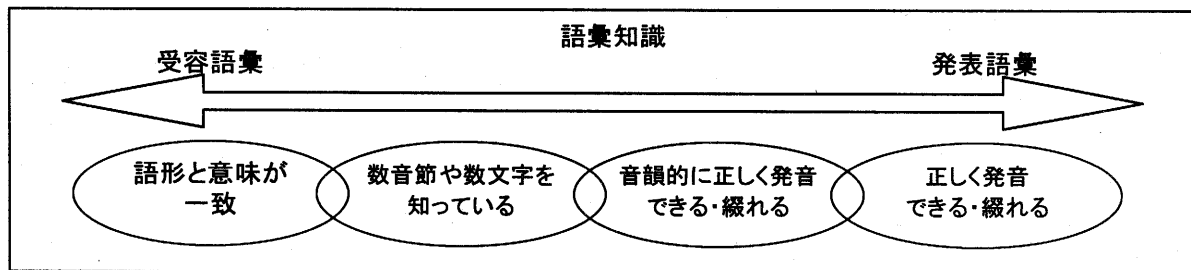 語彙知識
受容語彙
発表語彙
語形と意味が
一致
数音節や数文字を
知っている
音韻的に正しく発音
できる・綴れる
正しく発音
できる・綴れる